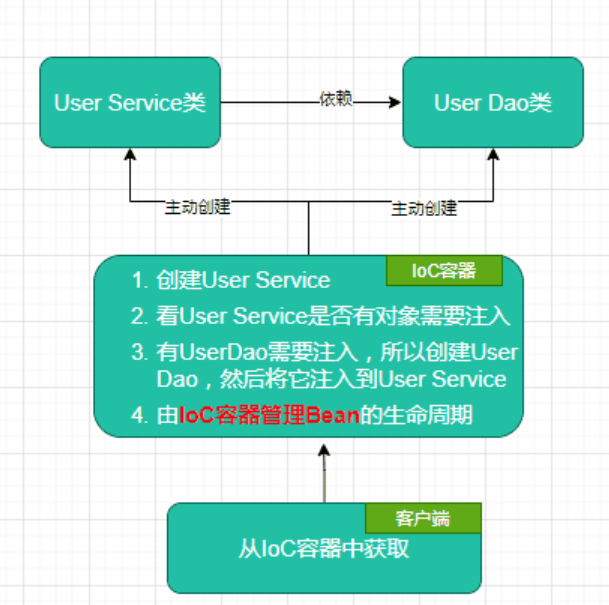 User Service类
依赖
User Dao类
主动创建
主动创建
IoC容器
1. 创建User Service
2. 看User Service是否有对象需要注入
3. 有UserDao需要注入，所以创建User
Dao，然后将它注入到User Service
4. 由IoC容器管理Bean的生命周期
客户端
从IoC容器中获取